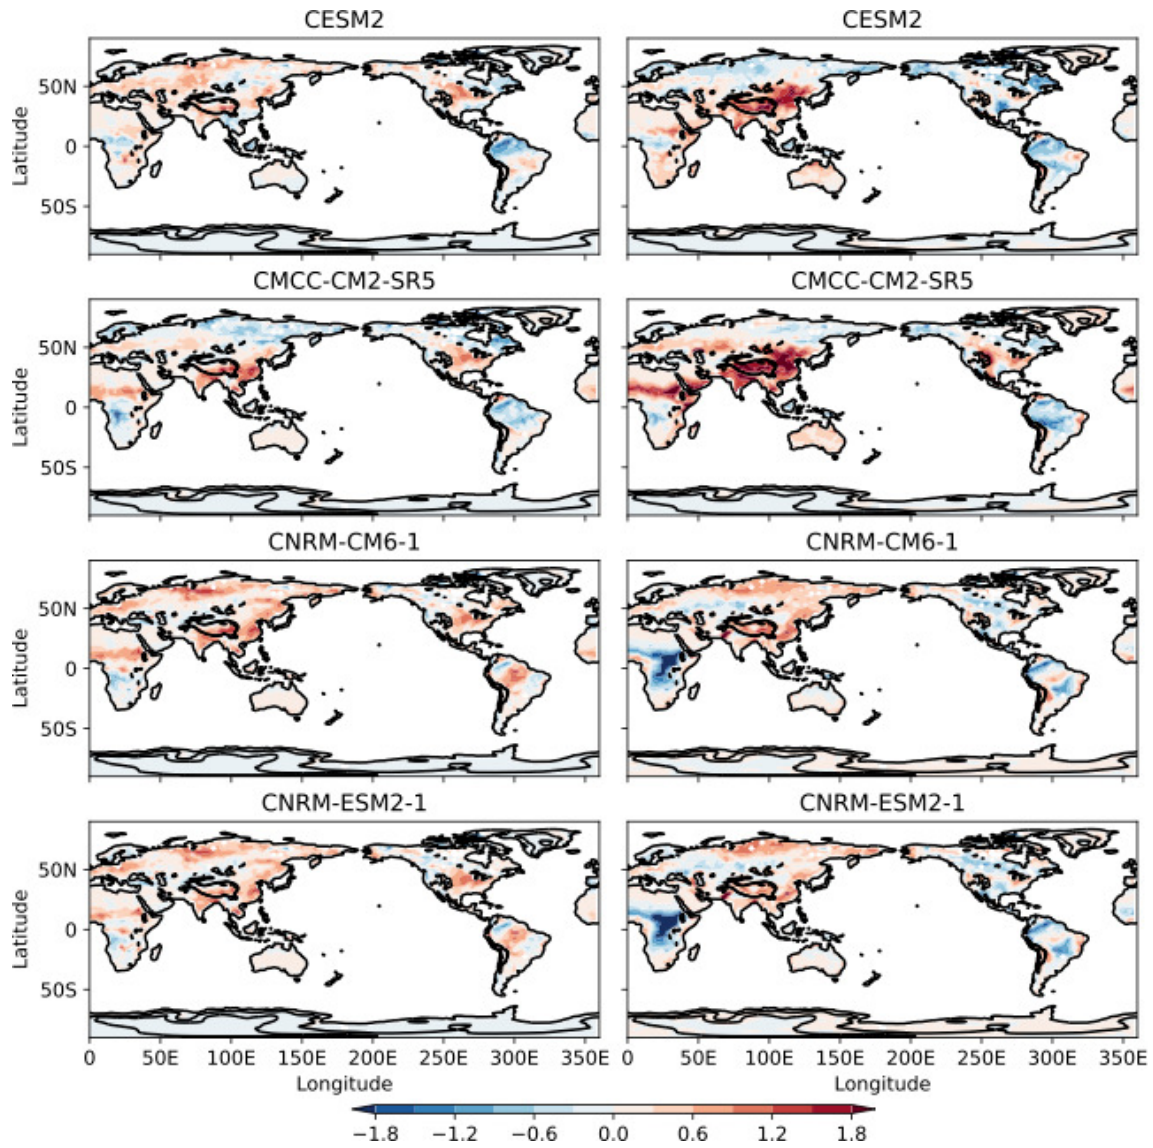 CESM2 CESM2
50N
0
50S
Latitude
CMCC-CM2-SR5 CMCC-CM2-SR5
50N
0
50S
Latitude
CNRM-CM6-1 CNRM-CM6-1
50N
0
50S
Latitude
CNRM-ESM2-1 CNRM-ESM2-1
50N
0
50S
Latitude
0 50E 100E 150E 200E 250E 300E 350E 0 50E 100E 150E 200E 250E 300E 350E
Longitude Longitude
−1.8 −1.2 −0.6 0.0 0.6 1.2 1.8